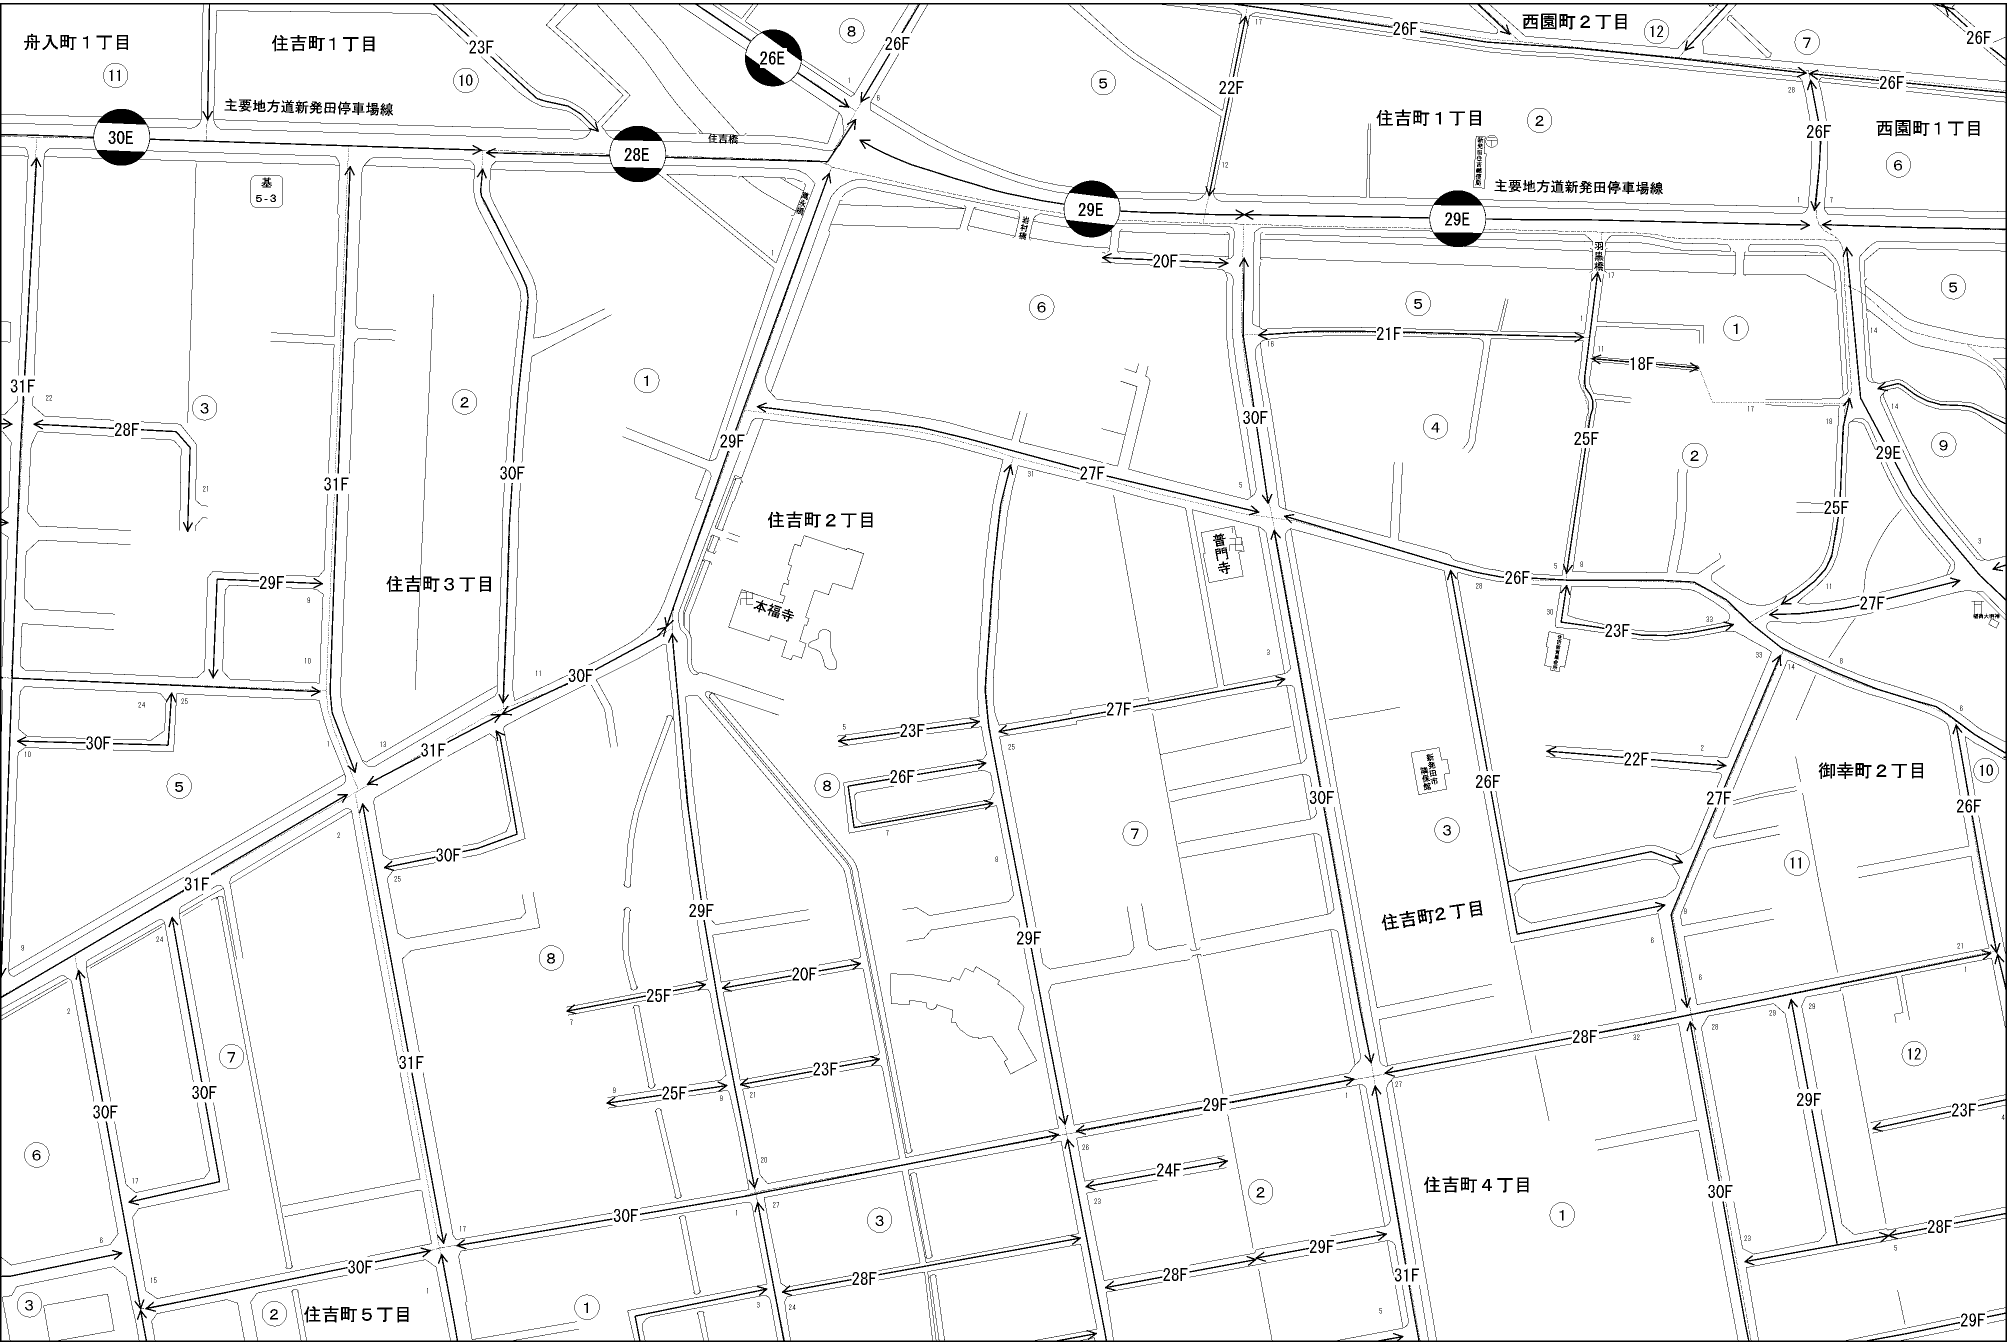 舟入町1丁目
住吉町1丁目
23F
⑪
⑩
主要地方道新発田停車場線
30E
28E
26E
⑧
26F
住吉橋
⑤
22F
26F
西園町2丁目
⑫
⑦
26F
26F
住吉町1丁目
②
26F
西園町1丁目
⑥
主要地方道新発田停車場線
29E
29E
岩村橋
羽黒橋
基
5-3
20F
⑥
⑤
21F
①
18F
⑤
31F
③
②
①
28F
31F
30F
29F
27F
30F
④
25F
②
25F
29E
⑨
住吉町2丁目
普門寺
住吉町3丁目
29F
本福寺
26F
23F
27F
30F
30F
31F
⑤
23F
27F
26F
⑧
⑦
30F
26F
22F
27F
御幸町2丁目
⑩
26F
③
⑪
31F
30F
29F
住吉町2丁目
29F
⑧
25F
20F
28F
⑫
31F
30F
⑦
30F
25F
23F
29F
29F
23F
⑥
24F
②
住吉町4丁目
①
30F
30F
③
28F
30F
28F
28F
29F
31F
③
②
住吉町5丁目
①
29F